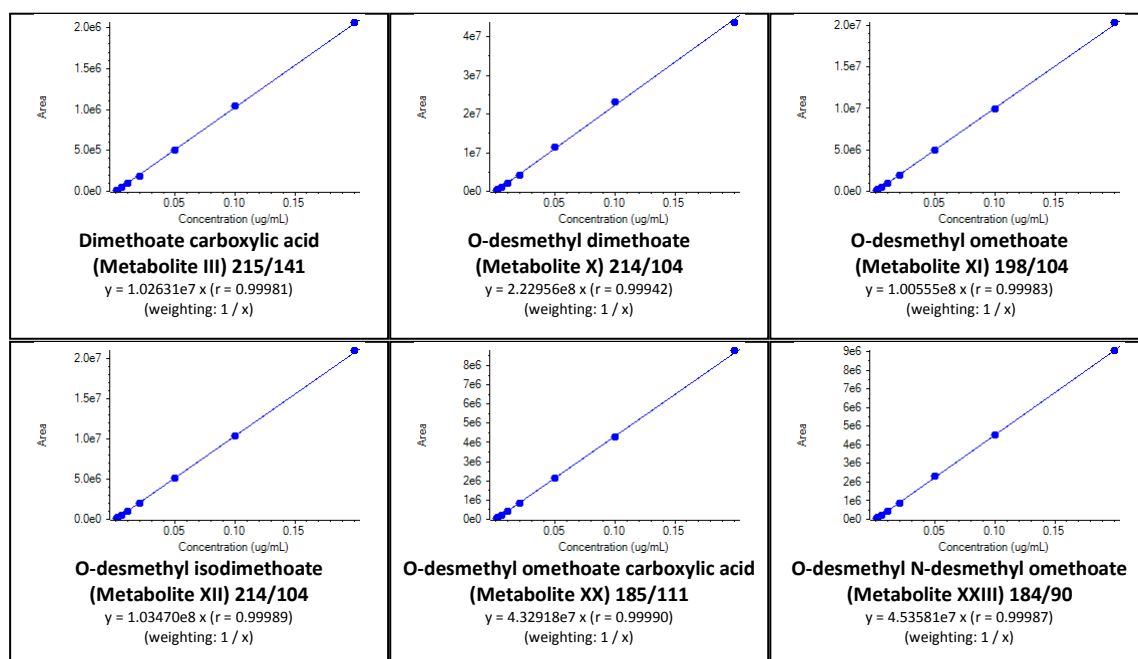 2.0e6
1.5e6
1.0e6
5.0e5
0.0e0
Area
0.05 0.10 0.15
Concentration (ug/mL)
Dimethoate carboxylic acid
(Metabolite III) 215/141
y = 1.02631e7 x (r = 0.99981)
(weighting: 1 / x)
4e7
3e7
2e7
1e7
0e0
Area
0.05 0.10 0.15
Concentration (ug/mL)
O-desmethyl dimethoate
(Metabolite X) 214/104
y = 2.22956e8 x (r = 0.99942)
(weighting: 1 / x)
2.0e7
1.5e7
1.0e7
5.0e6
0.0e0
Area
0.05 0.10 0.15
Concentration (ug/mL)
O-desmethyl omethoate
(Metabolite XI) 198/104
y = 1.00555e8 x (r = 0.99983)
(weighting: 1 / x)
2.0e7
1.5e7
1.0e7
5.0e6
0.0e0
Area
0.05 0.10 0.15
Concentration (ug/mL)
O-desmethyl isodimethoate
(Metabolite XII) 214/104
y = 1.03470e8 x (r = 0.99989)
(weighting: 1 / x)
8e6
7e6
6e6
5e6
4e6
3e6
2e6
1e6
0e0
Area
0.05 0.10 0.15
Concentration (ug/mL)
O-desmethyl omethoate carboxylic acid
(Metabolite XX) 185/111
y = 4.32918e7 x (r = 0.99990)
(weighting: 1 / x)
9e6
8e6
7e6
6e6
5e6
4e6
3e6
2e6
1e6
0e0
Area
0.05 0.10 0.15
Concentration (ug/mL)
O-desmethyl N-desmethyl omethoate
(Metabolite XXIII) 184/90
y = 4.53581e7 x (r = 0.99987)
(weighting: 1 / x)